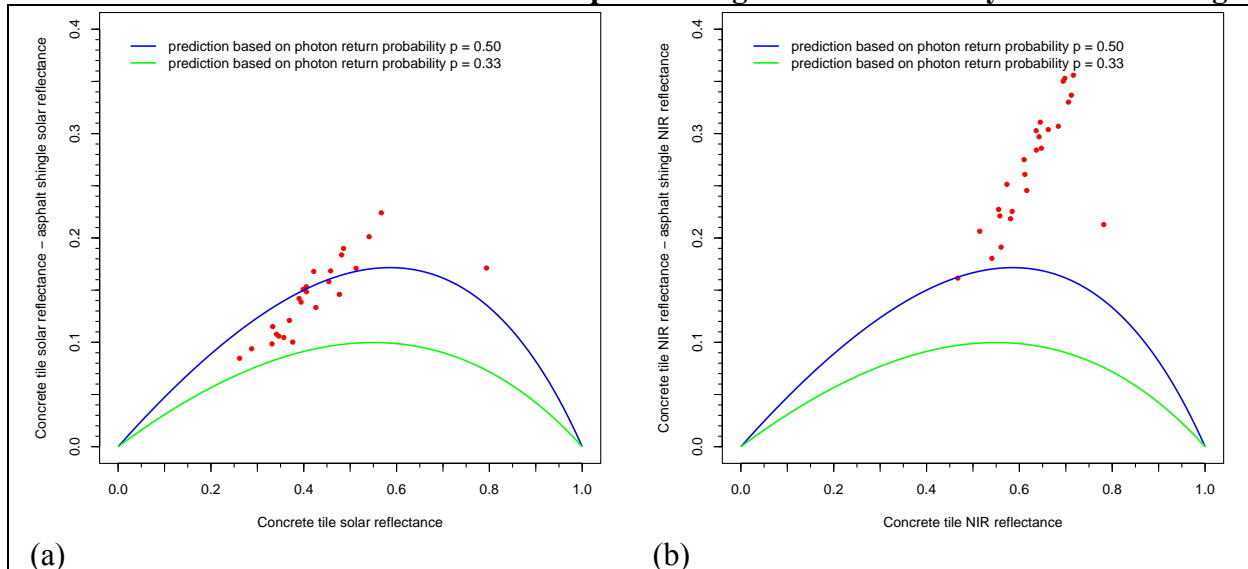 prediction based on photon return probability p = 0.50
prediction based on photon return probability p = 0.33
Concrete tile solar reflectance − asphalt shingle solar reflectance
0.4
0.3
0.2
0.1
0.0
0.0 0.2 0.4 0.6 0.8 1.0
Concrete tile solar reflectance
(a)
prediction based on photon return probability p = 0.50
prediction based on photon return probability p = 0.33
Concrete tile NIR reflectance − asphalt shingle NIR reflectance
0.4
0.3
0.2
0.1
0.0
0.0 0.2 0.4 0.6 0.8 1.0
Concrete tile NIR reflectance
(b)